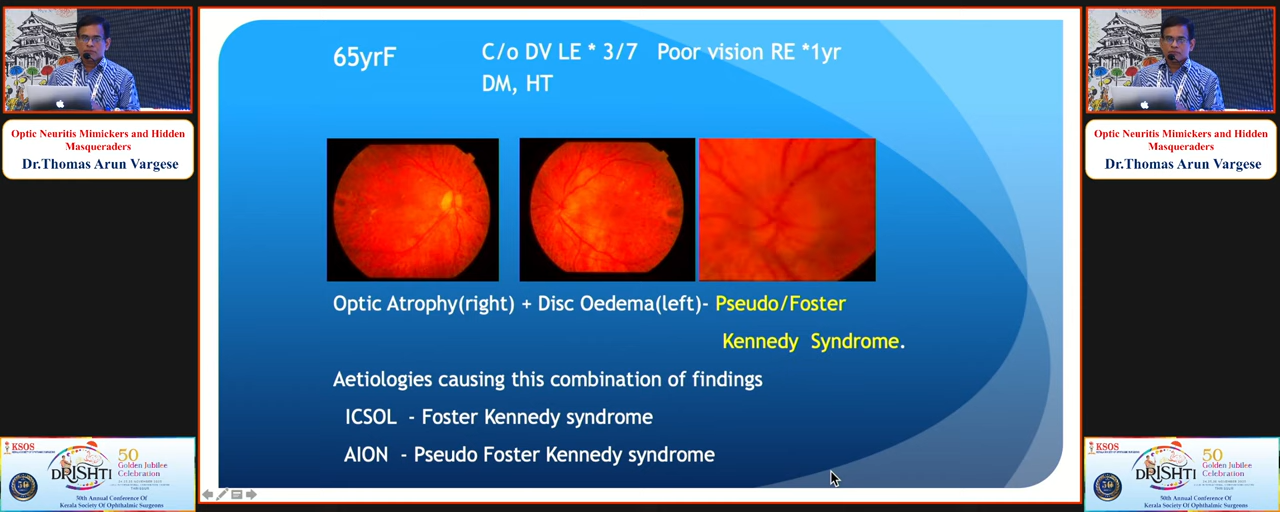 65yrF
C/o DV LE * 3/7 Poor vision RE *1yr
DM, HT
Optic Atrophy(right) + Disc Oedema(left)- Pseudo/Foster
Kennedy Syndrome.
Aetiologies causing this combination of findings
ICSOL - Foster Kennedy syndrome
AION - Pseudo Foster Kennedy syndrome
Optic Neuritis Mimickers and Hidden
Masqueraders
Dr.Thomas Arun Vargese
KSOS
50
Golden Jubilee
Celebration
DRISHTI
50th Annual Conference Of
Kerala Society Of Ophthalmic Surgeons
Optic Neuritis Mimickers and Hidden
Masqueraders
Dr.Thomas Arun Vargese
50
Golden Jubilee
Celebration
DRISHTI
50th Annual Conference Of
Kerala Society Of Ophthalmic Surgeons